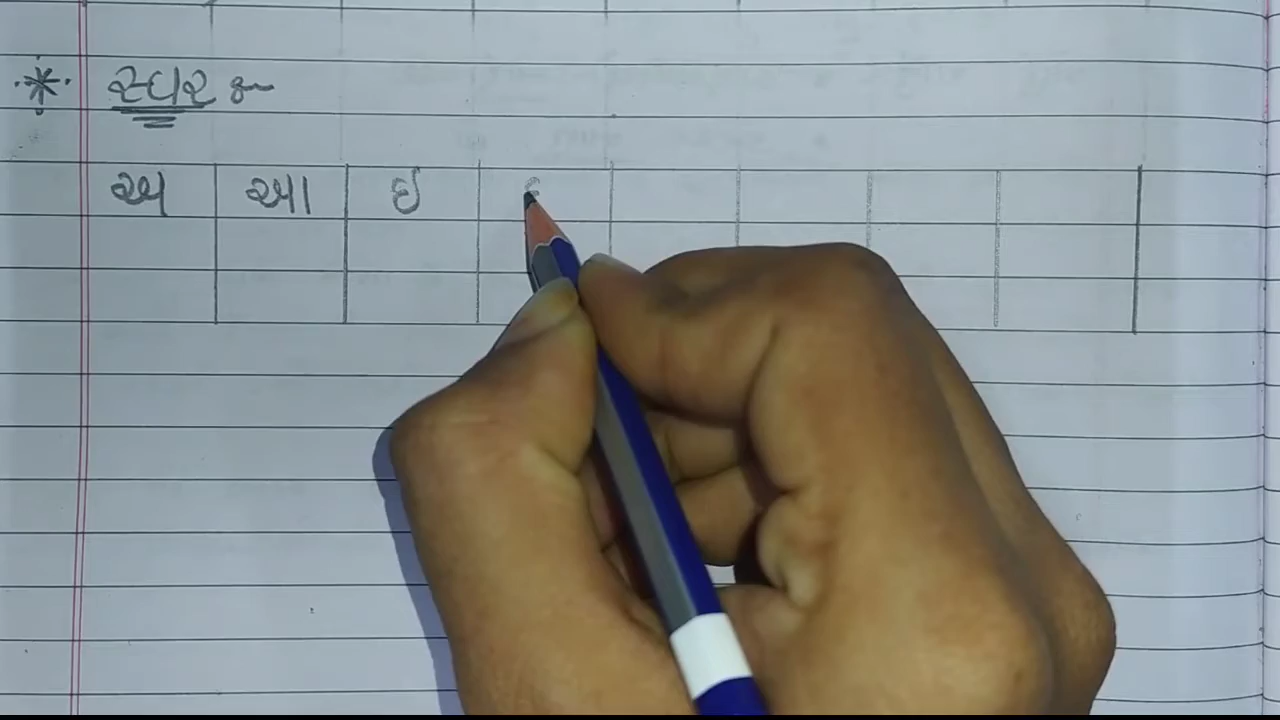 * સ્વર :-
અ આ ઇ